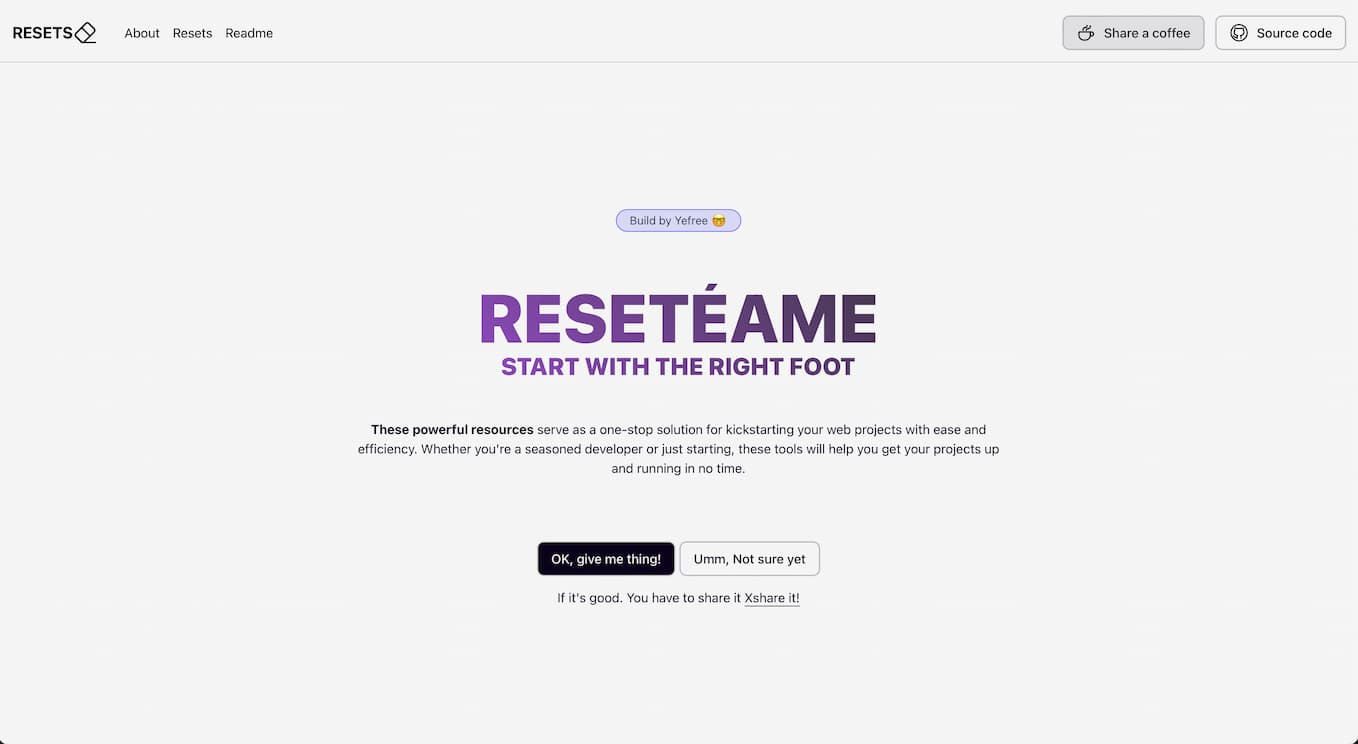 RESETS
About
Resets
Readme
Share a coffee
Source code
Build by Yefree 🤓
RESETÉAME
START WITH THE RIGHT FOOT
These powerful resources serve as a one-stop solution for kickstarting your web projects with ease and
efficiency. Whether you're a seasoned developer or just starting, these tools will help you get your projects up
and running in no time.
OK, give me thing!
Umm, Not sure yet
If it's good. You have to share it Xshare it!